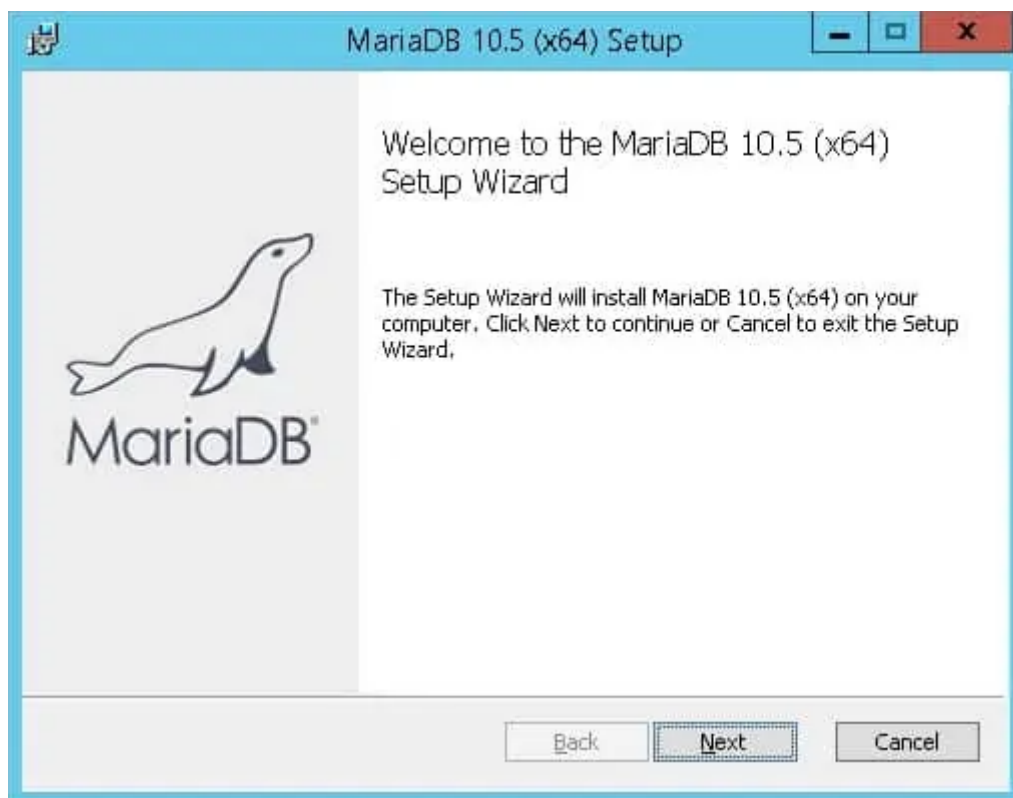 MariaDB 10.5 (x64) Setup
Welcome to the MariaDB 10.5 (x64)
Setup Wizard
The Setup Wizard will install MariaDB 10.5 (x64) on your
computer. Click Next to continue or Cancel to exit the Setup
Wizard.
MariaDB®
Back
Next
Cancel